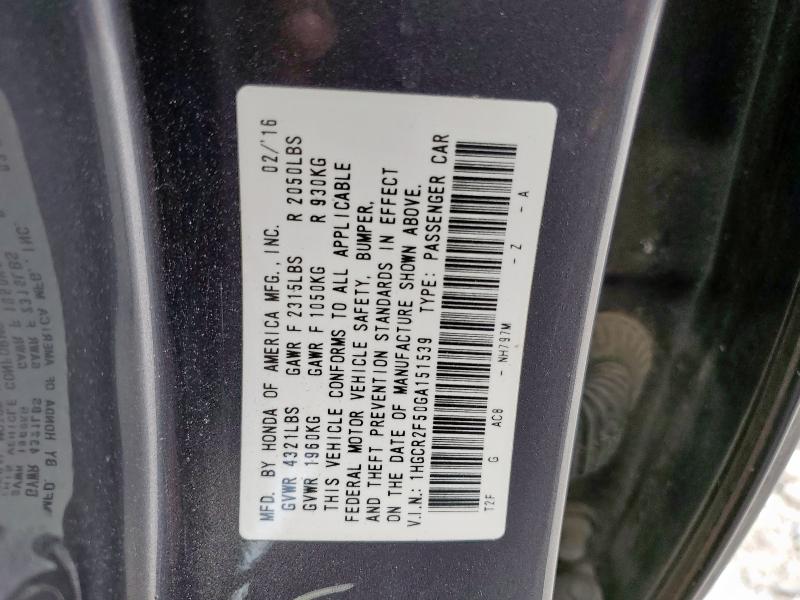 MFD. BY HONDA OF AMERICA MFG. INC. 02/'16
GVWR 4321LBS GAWR F 2315LBS R 2050LBS
GVWR 1960KG GAWR F 1050KG R 930KG
THIS VEHICLE CONFORMS TO ALL APPLICABLE
FEDERAL MOTOR VEHICLE SAFETY, BUMPER,
AND THEFT PREVENTION STANDARDS IN EFFECT
ON THE DATE OF MANUFACTURE SHOWN ABOVE.
V.I.N.: 1HGCR2F50GA151539 TYPE: PASSENGER CAR
T2F G AC8 - NH797M - Z - A